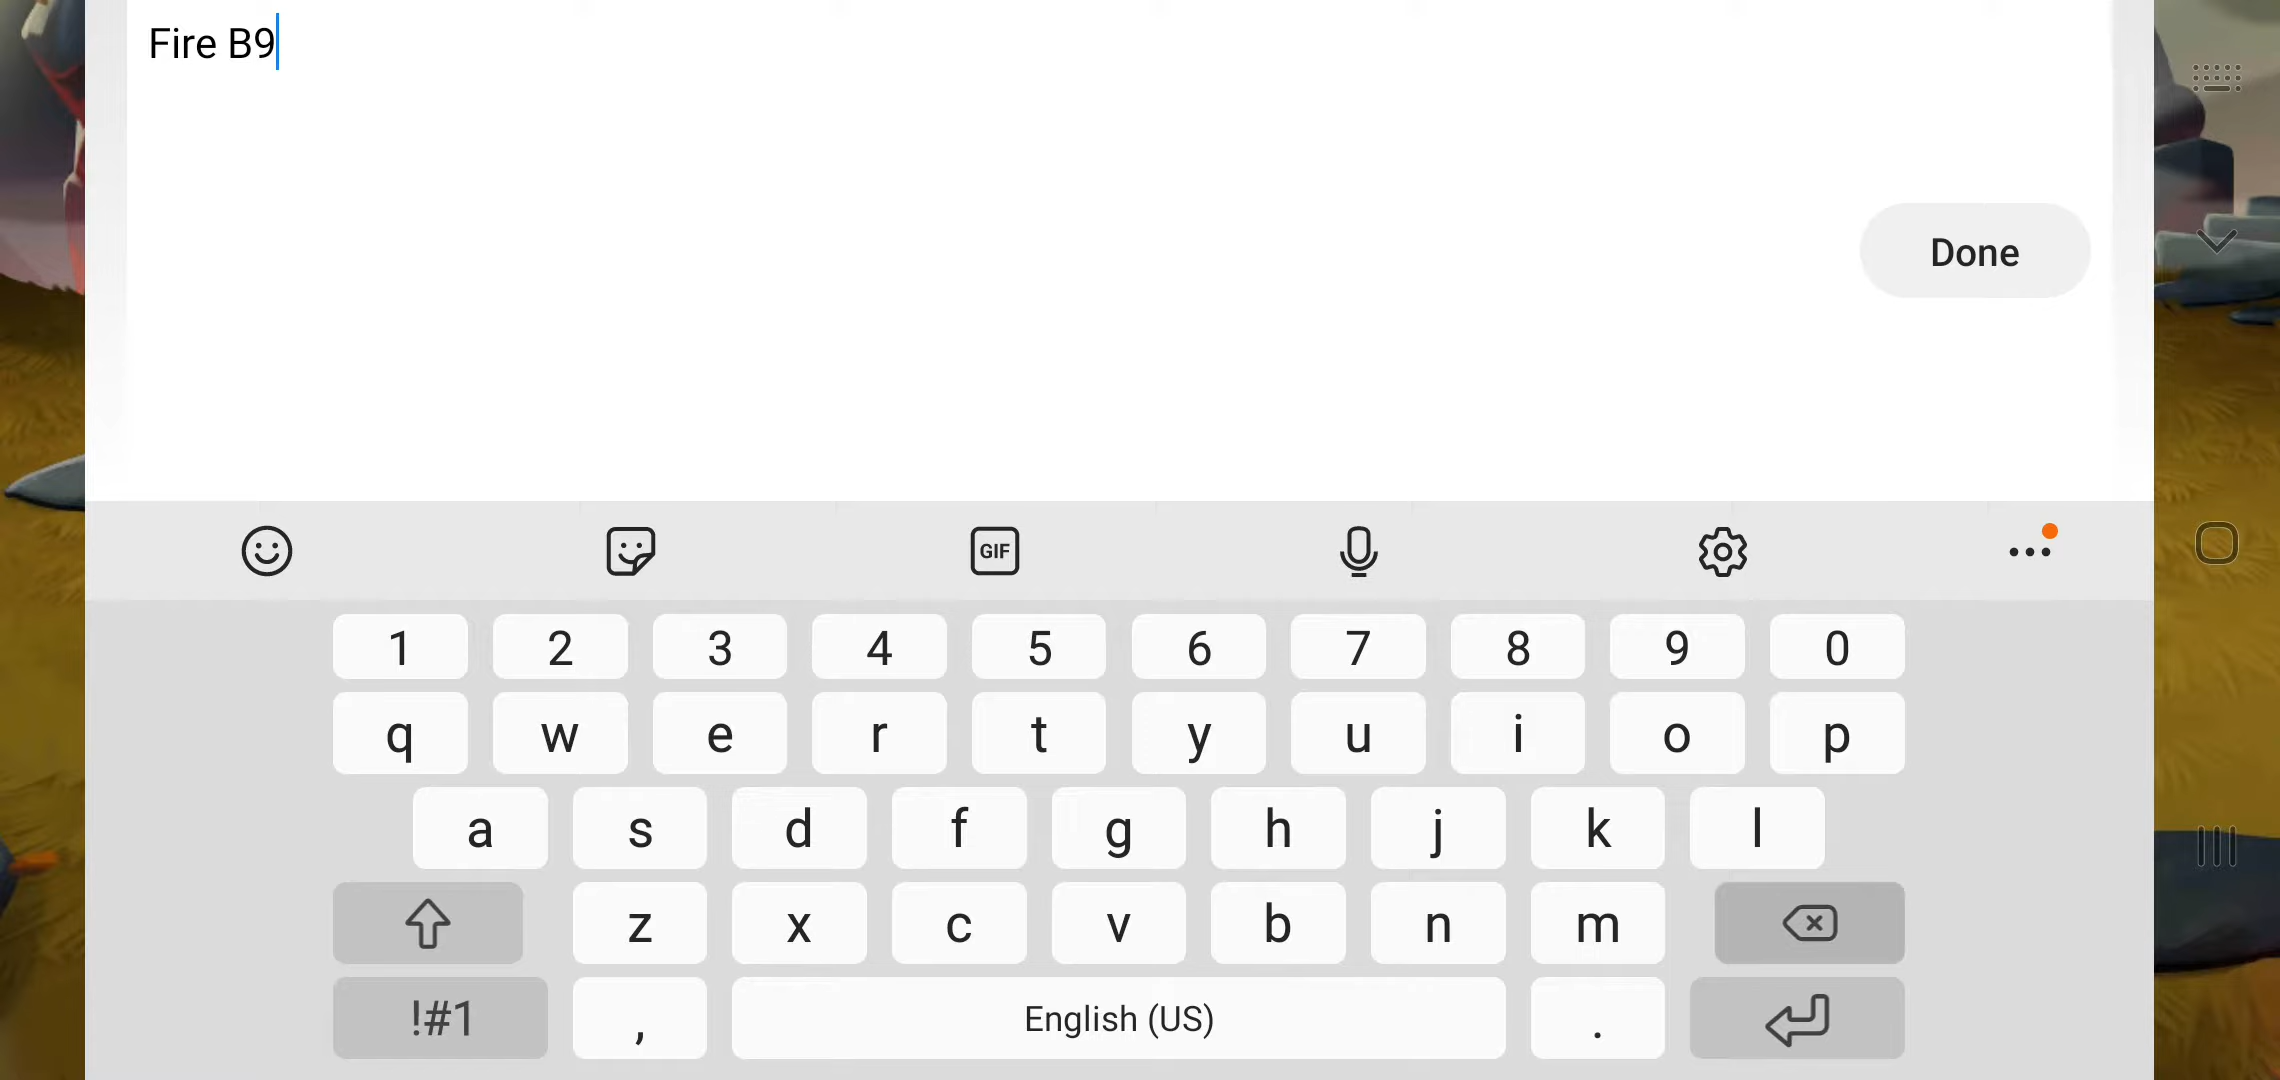 Fire B9
Done
GIF
1 2 3 4 5 6 7 8 9 0
q w e r t y u i o p
a s d f g h j k l
z x c v b n m
!#1 , English (US) .